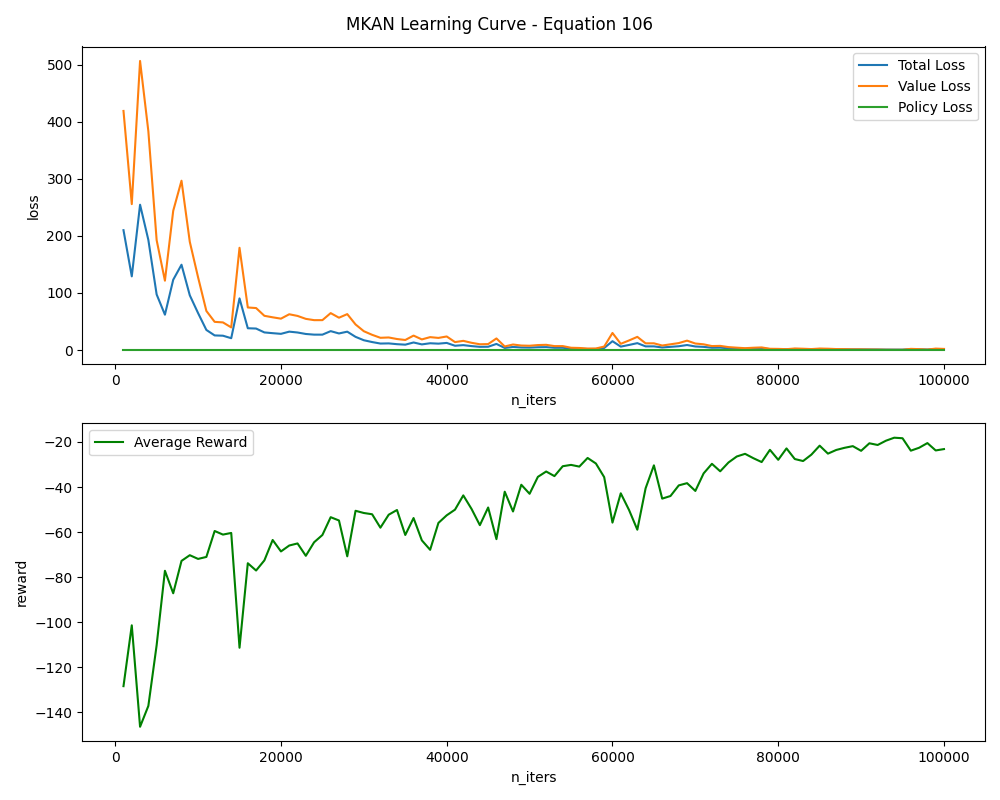 MKAN Learning Curve - Equation 106
500
400
300
200
100
0
loss
Total Loss
Value Loss
Policy Loss
0 20000 40000 60000 80000 100000
n_iters
−20
−40
−60
−80
−100
−120
−140
reward
Average Reward
0 20000 40000 60000 80000 100000
n_iters